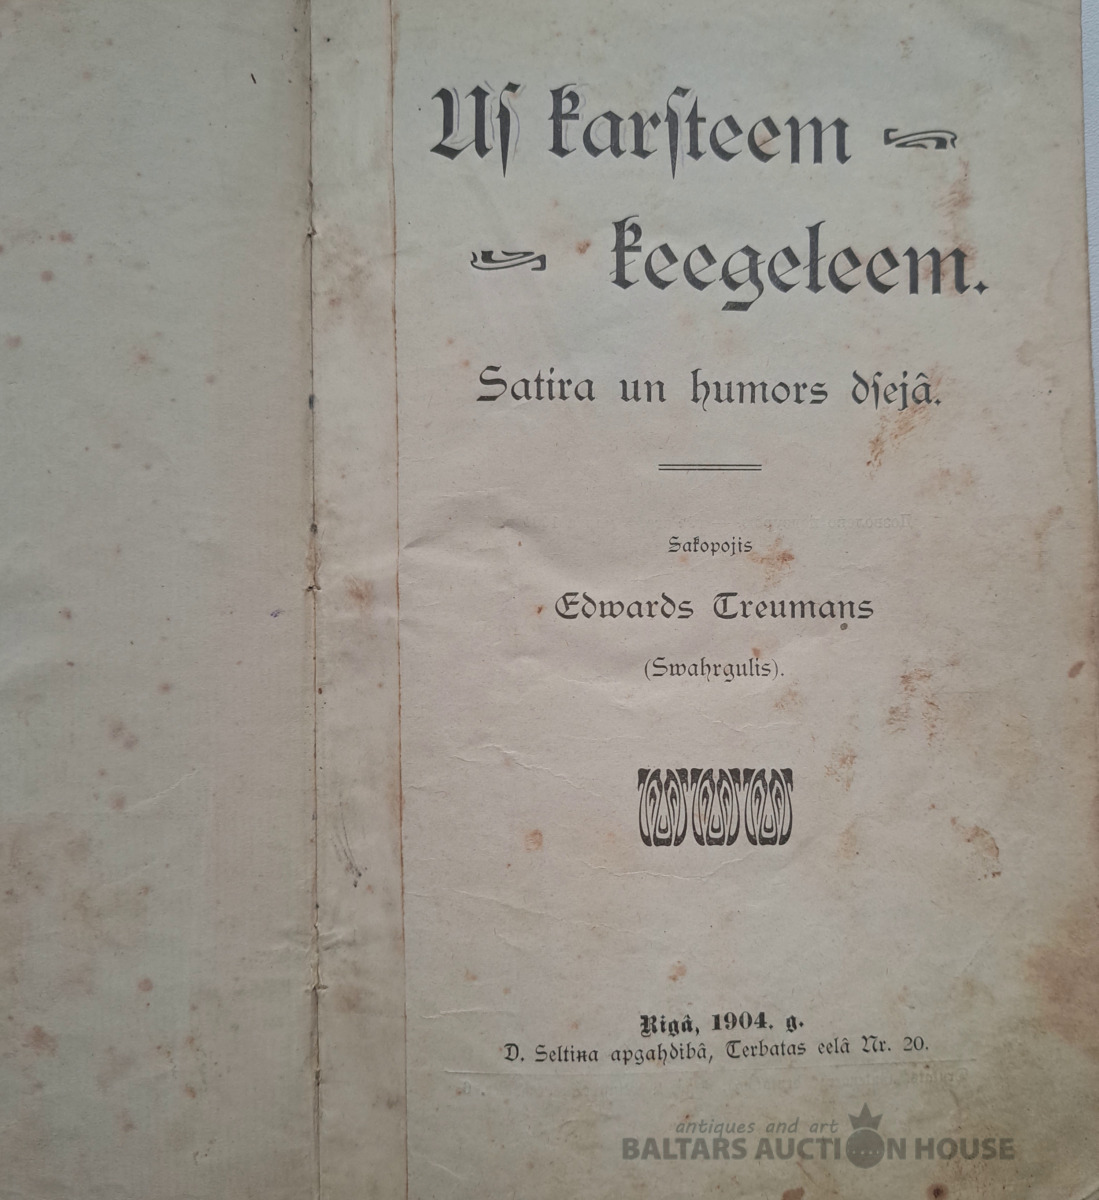 Uſ karſteem
keegełeem.
Satira un humors dſejâ.
Sakopojis
Edwards Treumaņs
(Swahrgulis).
Rigâ, 1904. g.
D. Seltiņa apgahdibâ, Terbatas eelâ Nr. 20.
antiques and art
BALTARS AUCTION HOUSE